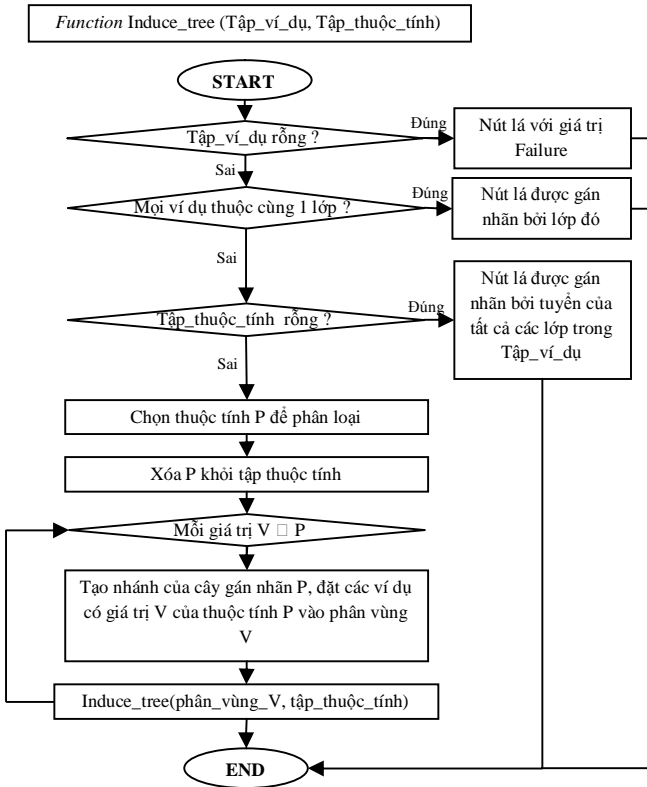 Function Induce_tree (Tập_ví_dụ, Tập_thuộc_tính)
START
Tập_ví_dụ rỗng ?
Đúng
Nút lá với giá trị
Failure
Sai
Mọi ví dụ thuộc cùng 1 lớp ?
Đúng
Nút lá được gán
nhãn bởi lớp đó
Sai
Tập_thuộc_tính rỗng ?
Đúng
Nút lá được gán
nhãn bởi tuyển của
tất cả các lớp trong
Tập_ví_dụ
Sai
Chọn thuộc tính P để phân loại
Xóa P khỏi tập thuộc tính
Mỗi giá trị V □ P
Tạo nhánh của cây gán nhãn P, đặt các ví dụ
có giá trị V của thuộc tính P vào phân vùng
V
Induce_tree(phân_vùng_V, tập_thuộc_tính)
END